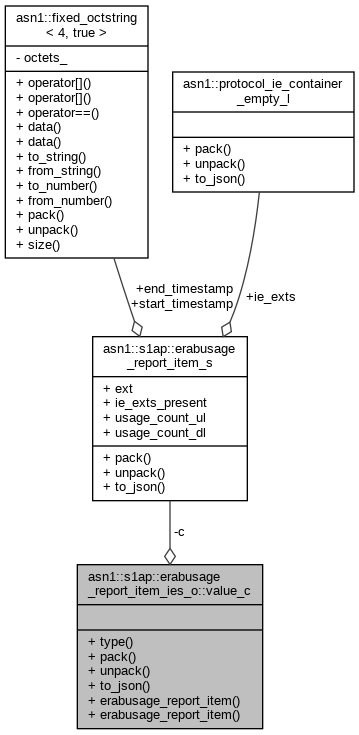 asn1::fixed_octstring
< 4, true >
- octets_
+ operator[]()
+ operator[]()
+ operator==()
+ data()
+ data()
+ to_string()
+ from_string()
+ to_number()
+ from_number()
+ pack()
+ unpack()
+ size()
asn1::protocol_ie_container
_empty_l
+ pack()
+ unpack()
+ to_json()
+end_timestamp
+start_timestamp
+ie_exts
asn1::s1ap::erabusage
_report_item_s
+ ext
+ ie_exts_present
+ usage_count_ul
+ usage_count_dl
+ pack()
+ unpack()
+ to_json()
-c
asn1::s1ap::erabusage
_report_item_ies_o::value_c
+ type()
+ pack()
+ unpack()
+ to_json()
+ erabusage_report_item()
+ erabusage_report_item()